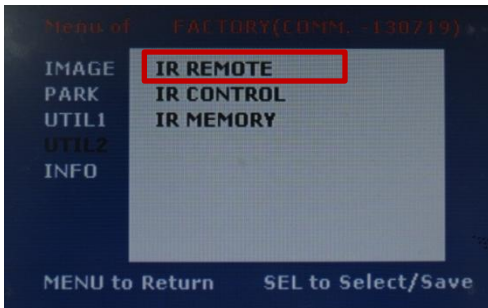 Menu of FACTORY(COMM. -130719)
IMAGE IR REMOTE
PARK IR CONTROL
UTIL1 IR MEMORY
UTIL2
INFO
MENU to Return SEL to Select/Save